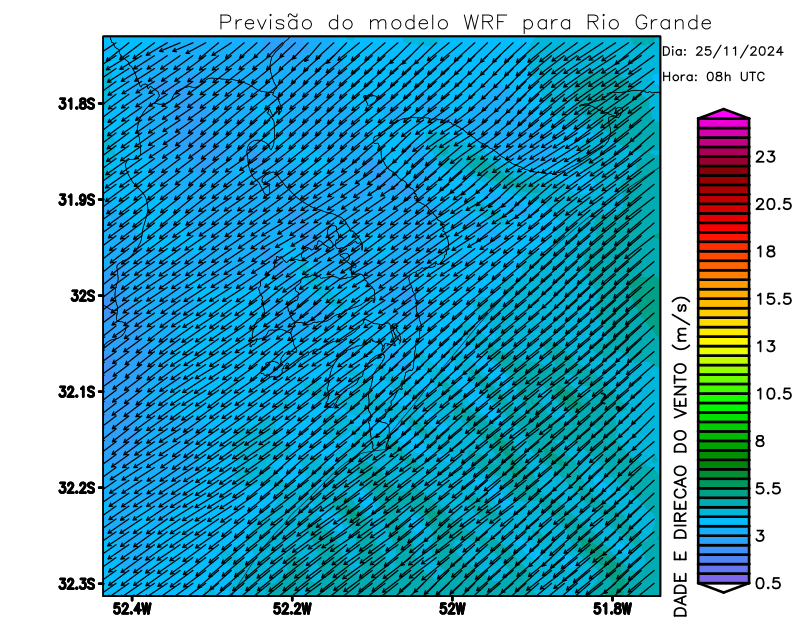 Previsão do modelo WRF para Rio Grande
Dia: 25/11/2024
Hora: 08h UTC
31.8S
31.9S
32S
32.1S
32.2S
32.3S
52.4W
52.2W
52W
51.8W
23
20.5
18
15.5
13
10.5
8
5.5
3
0.5
DADE E DIRECAO DO VENTO (m/s)